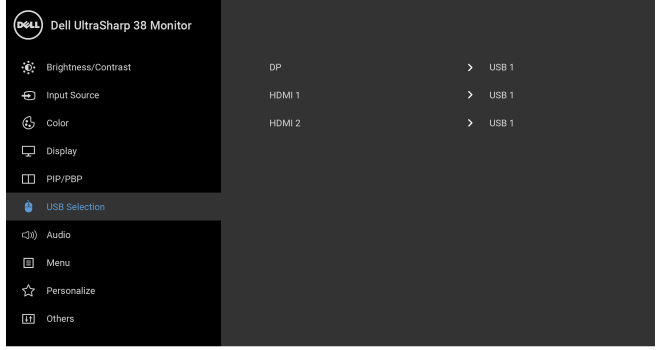 DELL Dell UltraSharp 38 Monitor
Brightness/Contrast
DP USB 1
Input Source
HDMI 1 USB 1
Color
HDMI 2 USB 1
Display
PIP/PBP
USB Selection
Audio
Menu
Personalize
Others